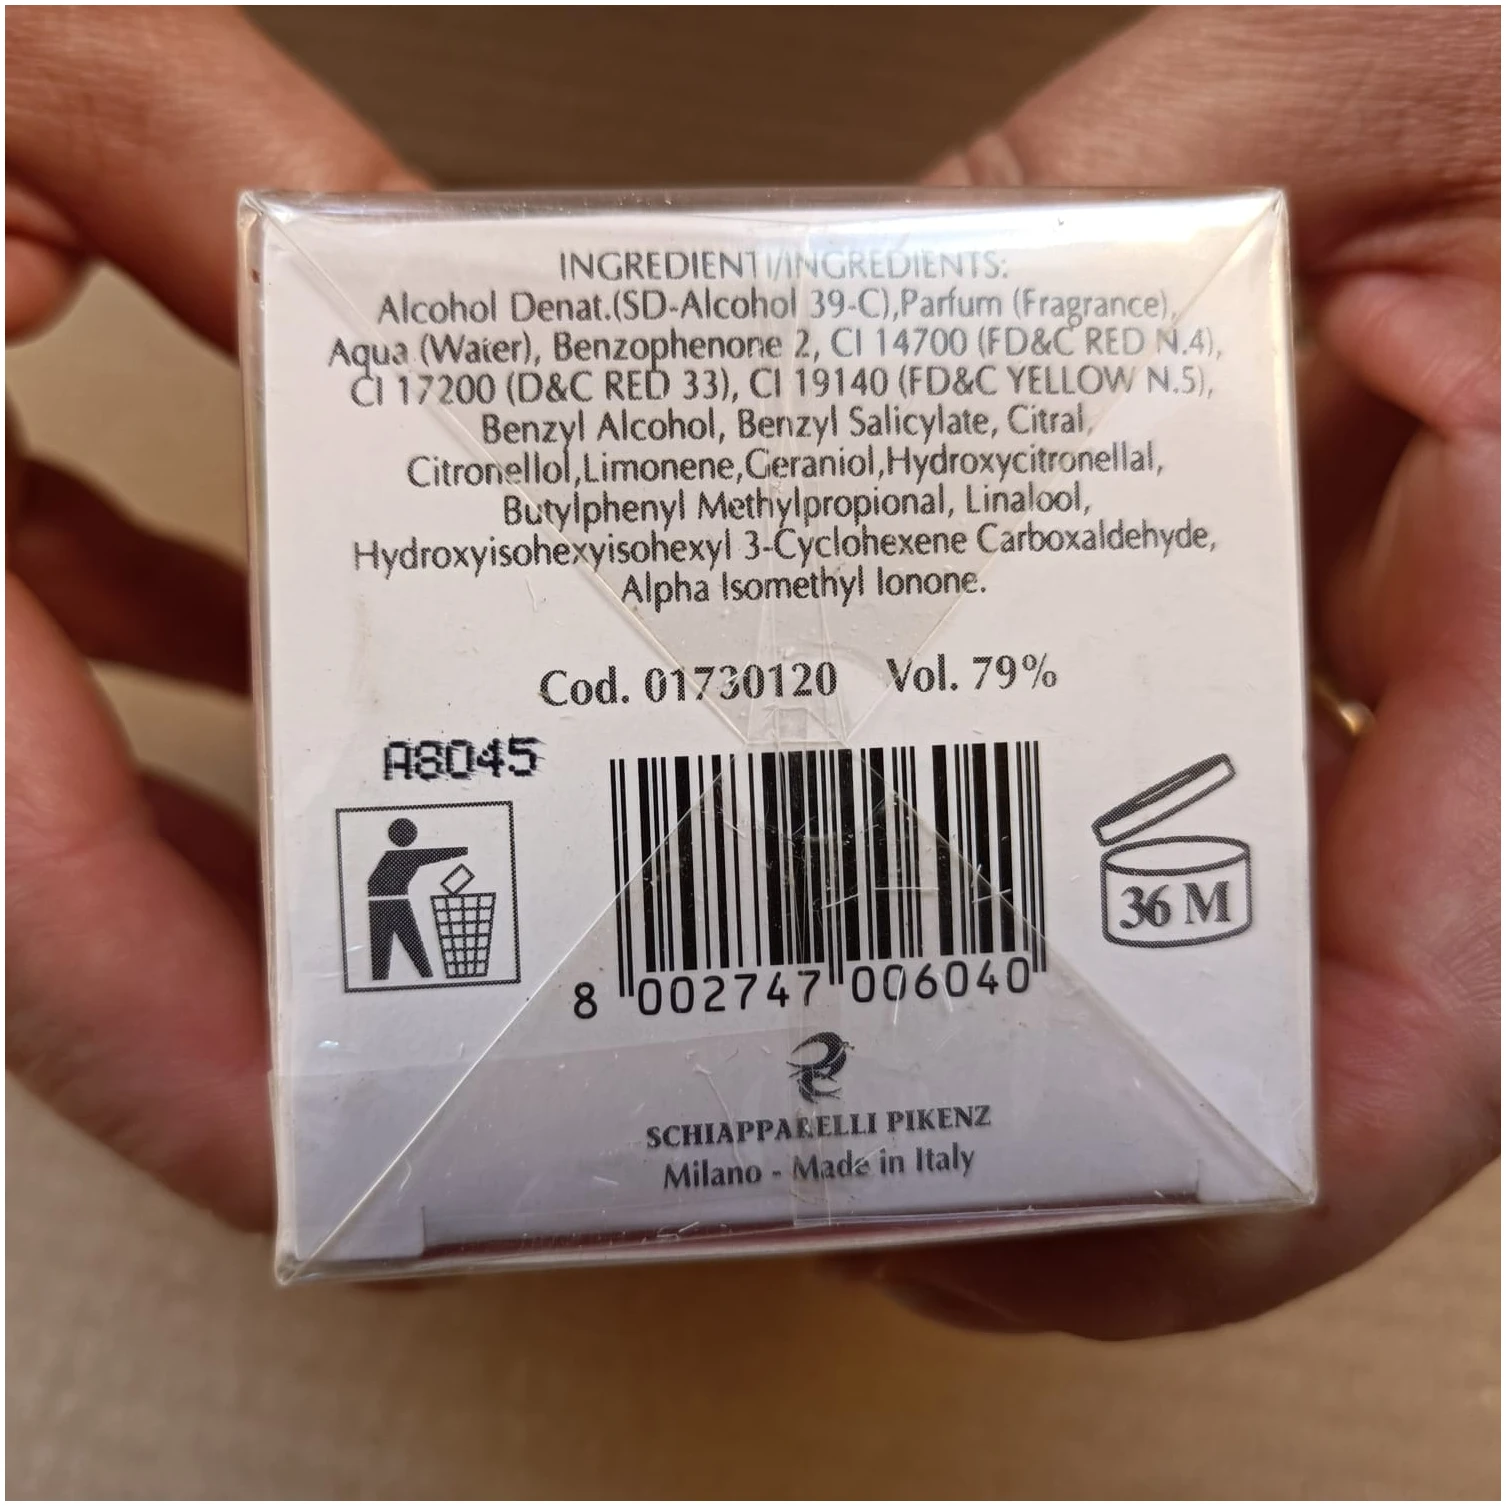 INGREDIENTI/INGREDIENTS:
Alcohol Denat.(SD-Alcohol 39-C),Parfum (Fragrance),
Aqua (Water), Benzophenone 2, CI 14700 (FD&C RED N.4),
CI 17200 (D&C RED 33), CI 19140 (FD&C YELLOW N.5),
Benzyl Alcohol, Benzyl Salicylate, Citral,
Citronellol,Limonene,Geraniol,Hydroxycitronellal,
Butylphenyl Methylpropional, Linalool,
Hydroxyisohexyisohexyl 3-Cyclohexene Carboxaldehyde,
Alpha Isomethyl Ionone.
Cod. 01730120 Vol. 79%
A8045
36 M
8 002747 006040
SCHIAPPARELLI PIKENZ
Milano - Made in Italy